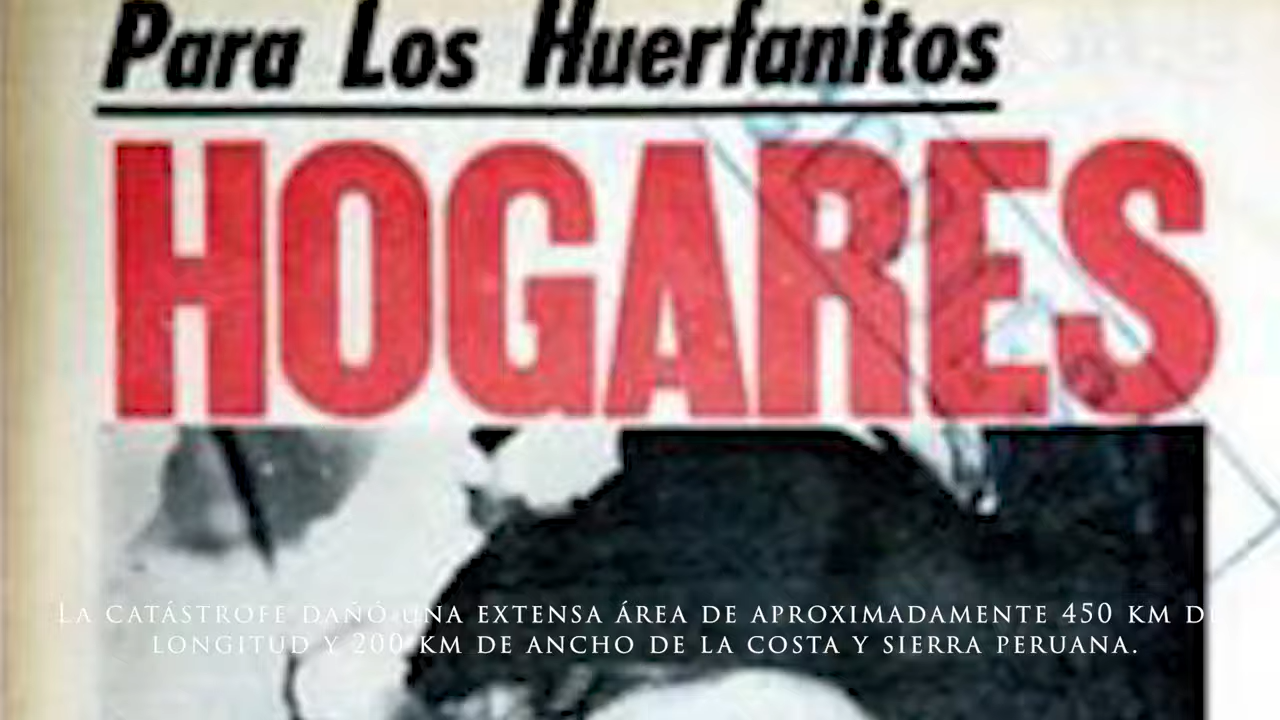 Para Los Huerfanitos
HOGARES
LA CATÁSTROFE DAÑÓ UNA EXTENSA ÁREA DE APROXIMADAMENTE 450 KM DE
LONGITUD Y 200 KM DE ANCHO DE LA COSTA Y SIERRA PERUANA.